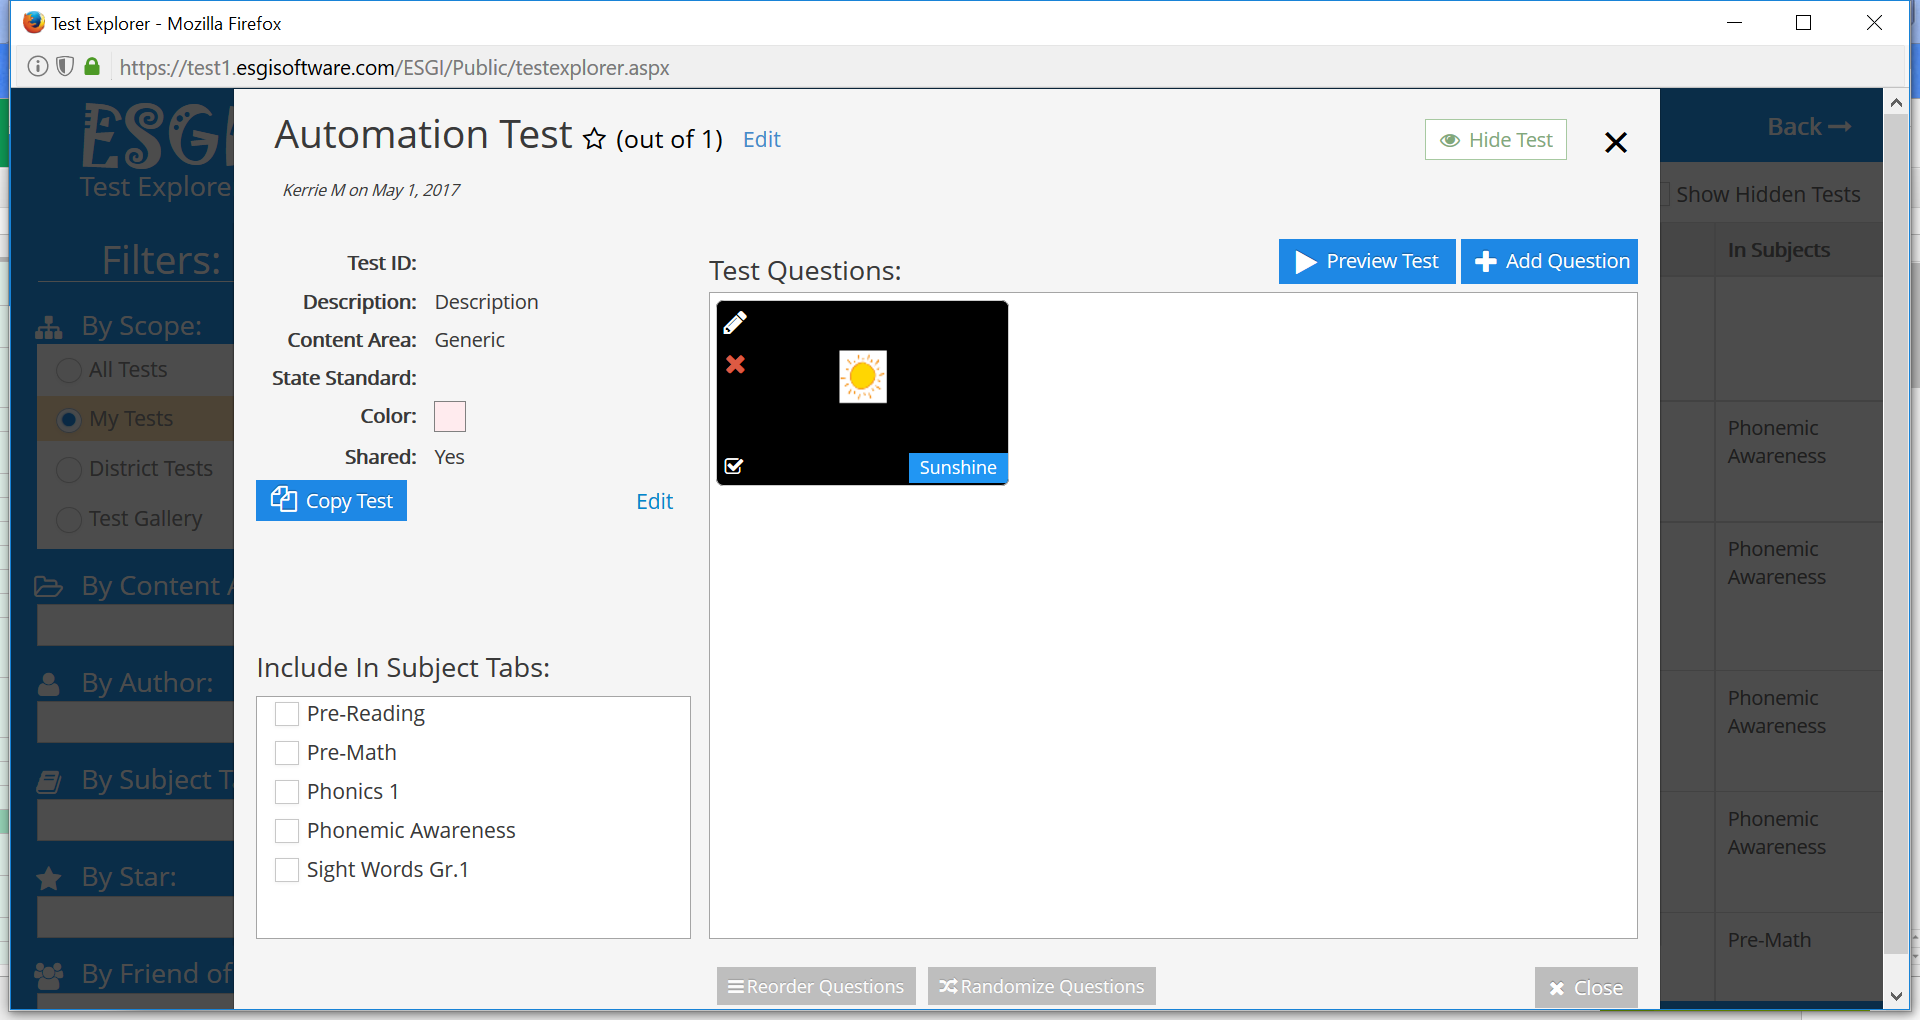 Test Explorer - Mozilla Firefox
https://test1.esgisoftware.com/ESGI/Public/testexplorer.aspx
ESGI
Test Explore
Back
Show Hidden Tests
In Subjects
Phonemic
Awareness
Phonemic
Awareness
Phonemic
Awareness
Phonemic
Awareness
Pre-Math
Filters:
By Scope:
All Tests
My Tests
District Tests
Test Gallery
By Content A
By Author:
By Subject Ta
By Star:
By Friend of
Automation Test (out of 1) Edit
Hide Test
Kerrie M on May 1, 2017
Test ID:
Description: Description
Content Area: Generic
State Standard:
Color:
Shared: Yes
Copy Test
Edit
Include In Subject Tabs:
Pre-Reading
Pre-Math
Phonics 1
Phonemic Awareness
Sight Words Gr.1
Test Questions:
Preview Test
Add Question
Sunshine
Reorder Questions
Randomize Questions
Close